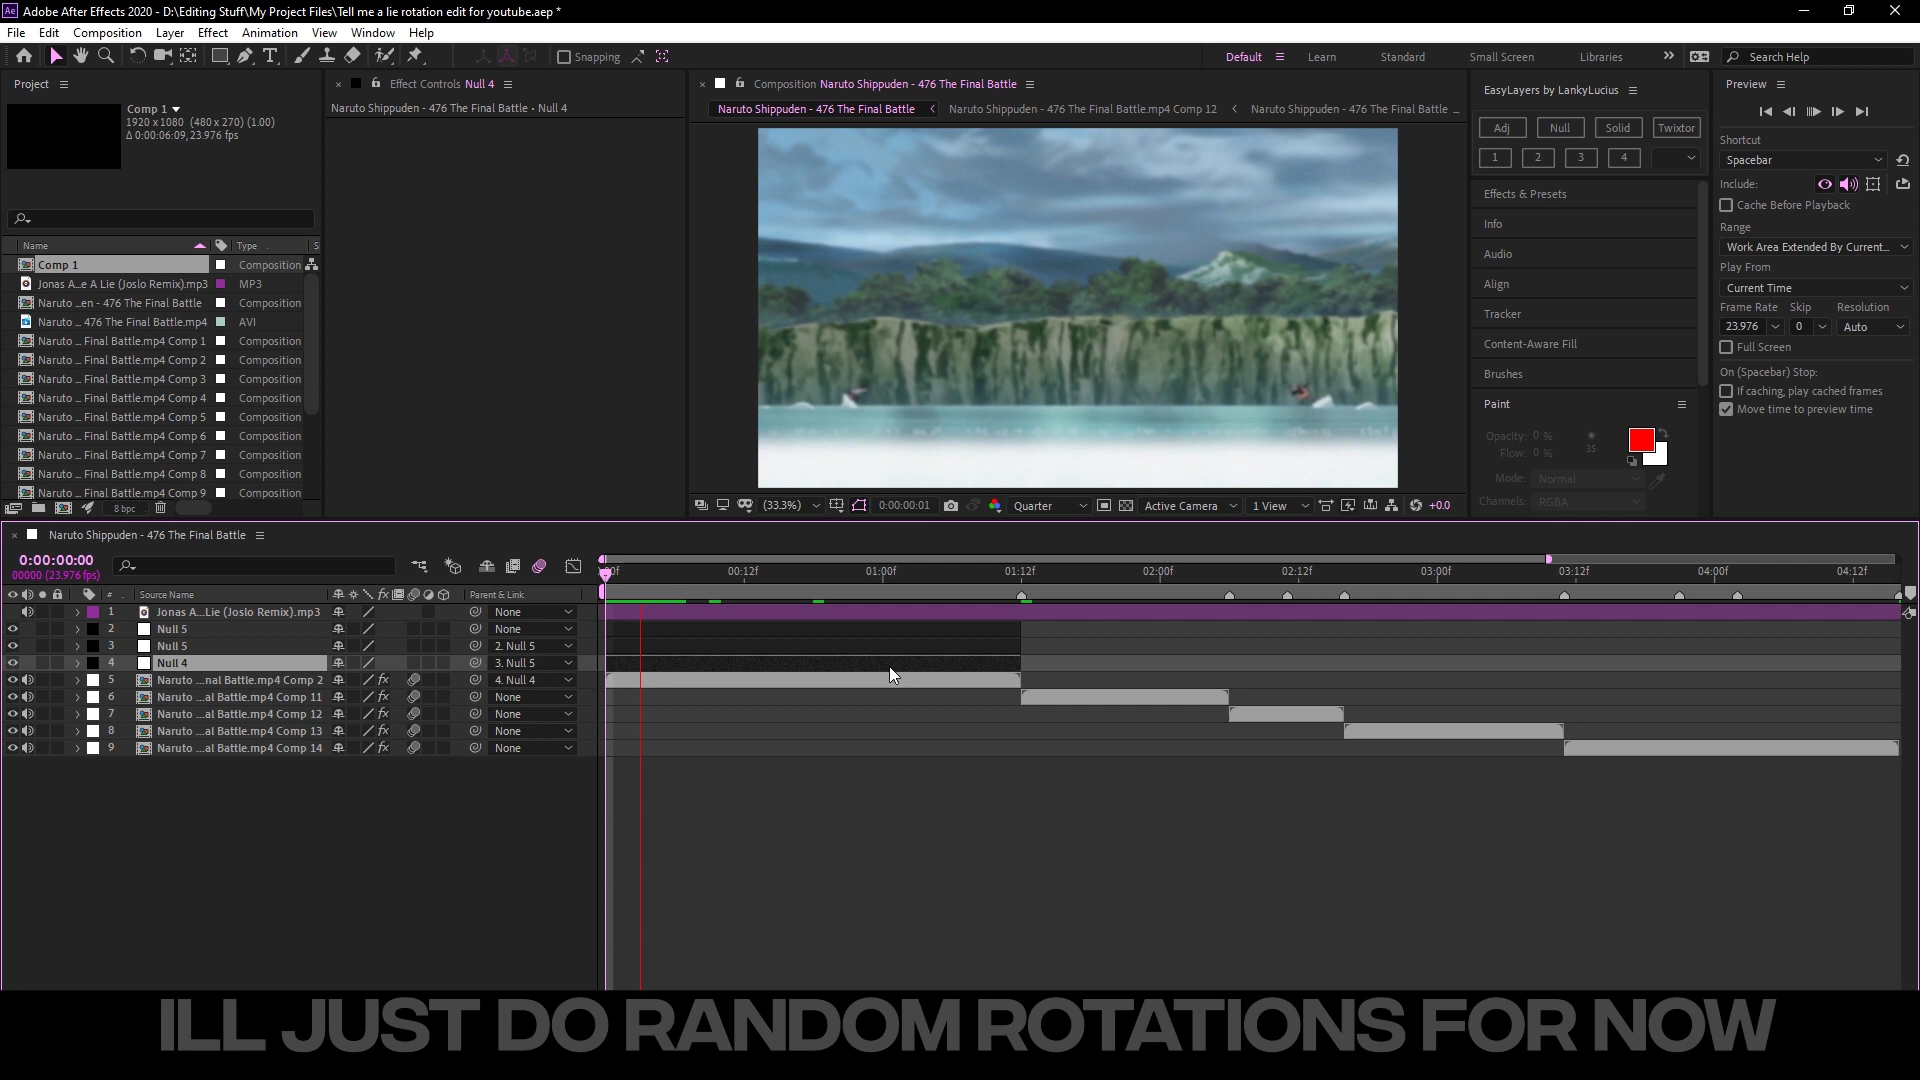 Adobe After Effects 2020 - D:\Editing Stuff\My Project Files\Tell me a lie rotation edit for youtube.aep *
File Edit Composition Layer Effect Animation View Window Help
Snapping
Default Learn Standard Small Screen Libraries Search Help
Project
Comp 1
1920 x 1080 (480 x 270) (1.00)
Δ 0:00:06:09, 23.976 fps
Name Type S
Comp 1 Composition
Jonas A...e A Lie (Joslo Remix).mp3 MP3
Naruto ...en - 476 The Final Battle Composition
Naruto ... 476 The Final Battle.mp4 AVI
Naruto ... Final Battle.mp4 Comp 1 Composition
Naruto ... Final Battle.mp4 Comp 2 Composition
Naruto ... Final Battle.mp4 Comp 3 Composition
Naruto ... Final Battle.mp4 Comp 4 Composition
Naruto ... Final Battle.mp4 Comp 5 Composition
Naruto ... Final Battle.mp4 Comp 6 Composition
Naruto ... Final Battle.mp4 Comp 7 Composition
Naruto ... Final Battle.mp4 Comp 8 Composition
Naruto ... Final Battle.mp4 Comp 9 Composition
8 bpc
Effect Controls Null 4
Naruto Shippuden - 476 The Final Battle • Null 4
Composition Naruto Shippuden - 476 The Final Battle
Naruto Shippuden - 476 The Final Battle Naruto Shippuden - 476 The Final Battle.mp4 Comp 12 Naruto Shippuden - 476 The Final Battle ...
(33.3%) 0:00:00:01 Quarter Active Camera 1 View +0.0
EasyLayers by LankyLucius
Adj Null Solid Twixtor
1 2 3 4
Effects & Presets
Info
Audio
Align
Tracker
Content-Aware Fill
Brushes
Paint
Opacity: 0 %
Flow: 0 %
35
Mode: Normal
Channels: RGBA
Preview
Shortcut
Spacebar
Include:
Cache Before Playback
Range
Work Area Extended By Current...
Play From
Current Time
Frame Rate Skip Resolution
23.976 0 Auto
Full Screen
On (Spacebar) Stop:
If caching, play cached frames
Move time to preview time
Naruto Shippuden - 476 The Final Battle
0:00:00:00
00000 (23.976 fps)
# Source Name Parent & Link
00f 00:12f 01:00f 01:12f 02:00f 02:12f 03:00f 03:12f 04:00f 04:12f
1 Jonas A...Lie (Joslo Remix).mp3 None
2 Null 5 None
3 Null 5 2. Null 5
4 Null 4 3. Null 5
5 Naruto ...nal Battle.mp4 Comp 2 4. Null 4
6 Naruto ...al Battle.mp4 Comp 11 None
7 Naruto ...al Battle.mp4 Comp 12 None
8 Naruto ...al Battle.mp4 Comp 13 None
9 Naruto ...al Battle.mp4 Comp 14 None
ILL JUST DO RANDOM ROTATIONS FOR NOW